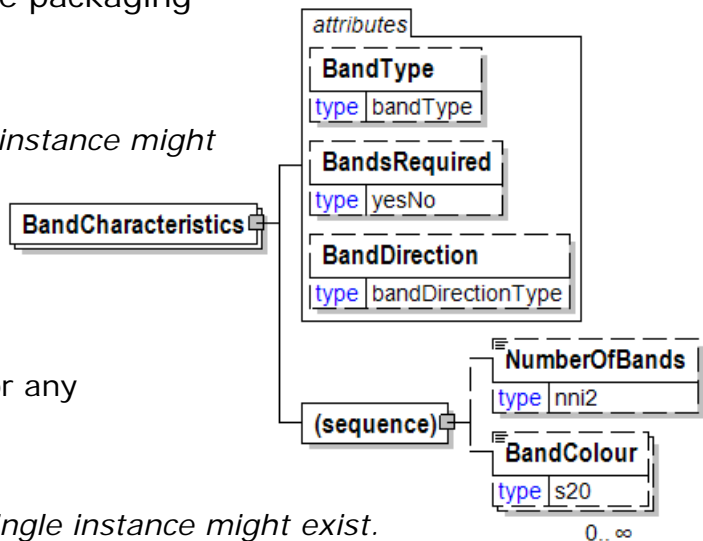 e packaging
instance might
r any
ingle instance might exist.
BandCharacteristics
attributes
BandType
type bandType
BandsRequired
type yesNo
BandDirection
type bandDirectionType
(sequence)
NumberOfBands
type nni2
BandColour
type s20
0..∞